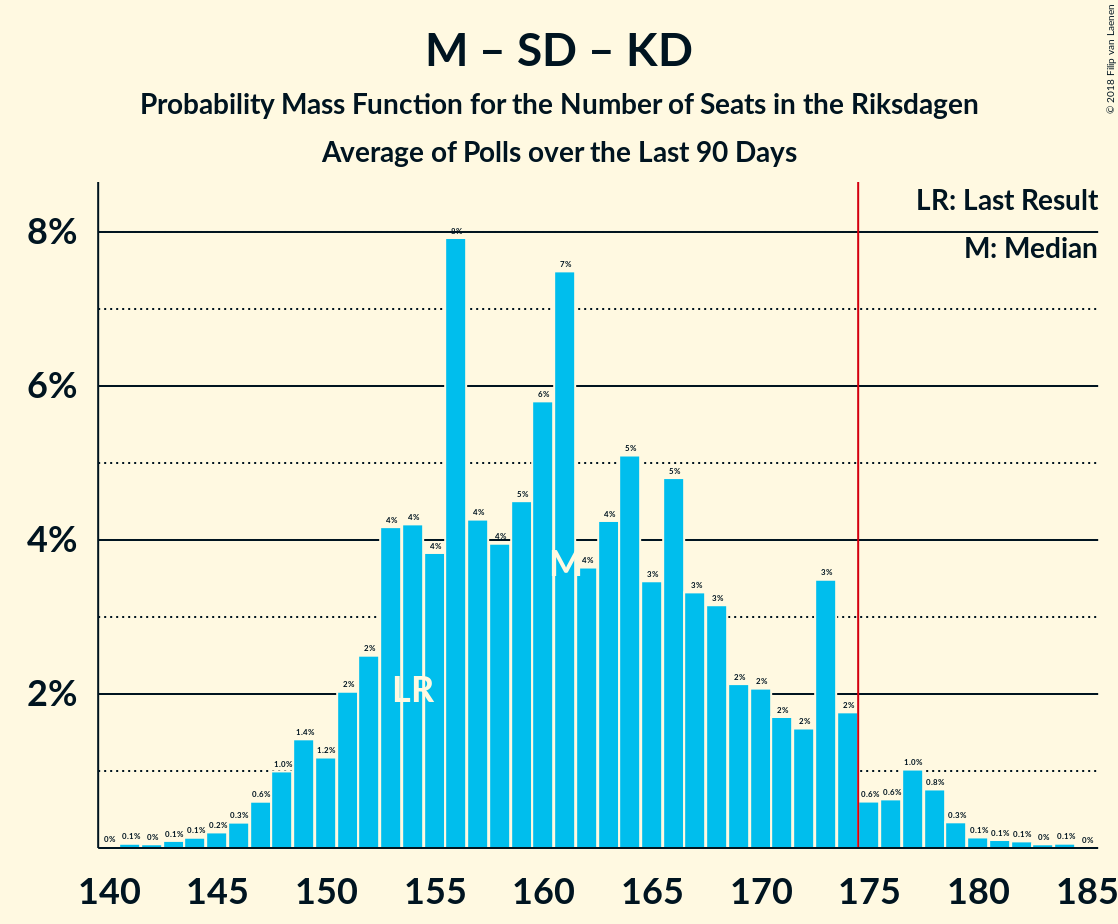 M – SD – KD
Probability Mass Function for the Number of Seats in the Riksdagen
Average of Polls over the Last 90 Days
© 2018 Filip van Laenen
LR: Last Result
M: Median
8%
6%
4%
2%
0% 0.1% 0% 0.1% 0.1% 0.2% 0.3% 0.6% 1.0% 1.4% 1.2% 2% 2% 4% 4% 4% 8% 4% 4% 5% 6% 7% 4% 4% 5% 3% 5% 3% 3% 2% 2% 2% 2% 3% 2% 0.6% 0.6% 1.0% 0.8% 0.3% 0.1% 0.1% 0.1% 0% 0.1% 0%
LR
M
140 145 150 155 160 165 170 175 180 185